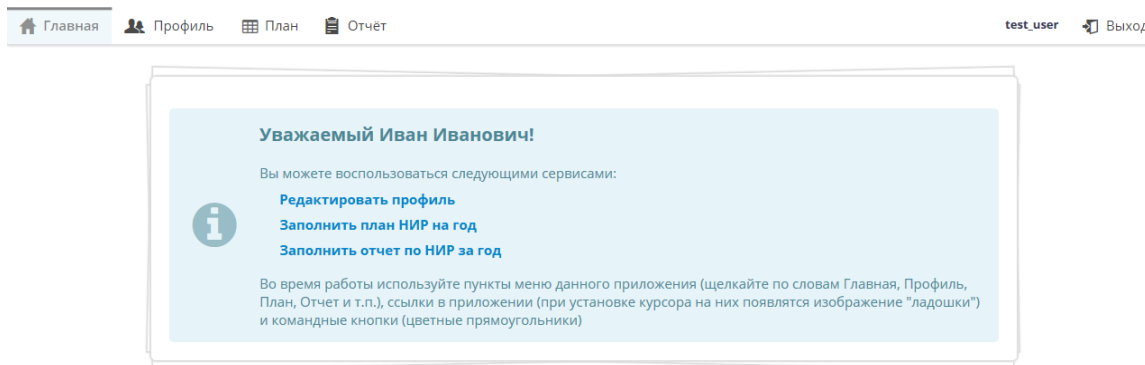 Главная Профиль План Отчёт test_user Выход
Уважаемый Иван Иванович!
Вы можете воспользоваться следующими сервисами:
Редактировать профиль
Заполнить план НИР на год
Заполнить отчет по НИР за год
Во время работы используйте пункты меню данного приложения (щелкайте по словам Главная, Профиль,
План, Отчет и т.п.), ссылки в приложении (при установке курсора на них появятся изображение "ладошки")
и командные кнопки (цветные прямоугольники)